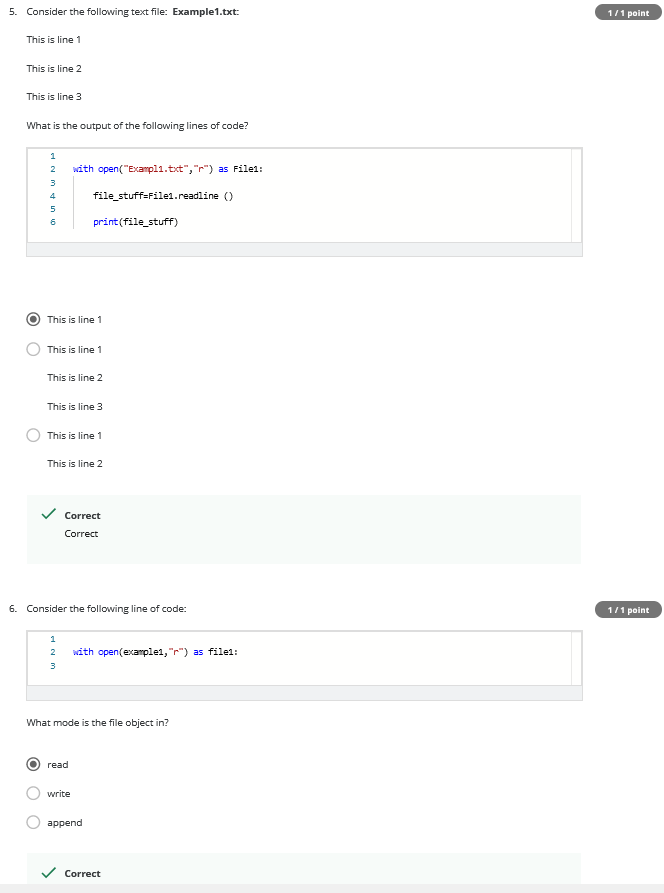 5. Consider the following text file: Example1.txt:
1 / 1 point
This is line 1
This is line 2
This is line 3
What is the output of the following lines of code?
1
2 with open("Exampl1.txt","r") as File1:
3
4 file_stuff=File1.readline ()
5
6 print(file_stuff)
This is line 1
This is line 1
This is line 2
This is line 3
This is line 1
This is line 2
Correct
Correct
6. Consider the following line of code:
1 / 1 point
1
2 with open(example1,"r") as file1:
3
What mode is the file object in?
read
write
append
Correct